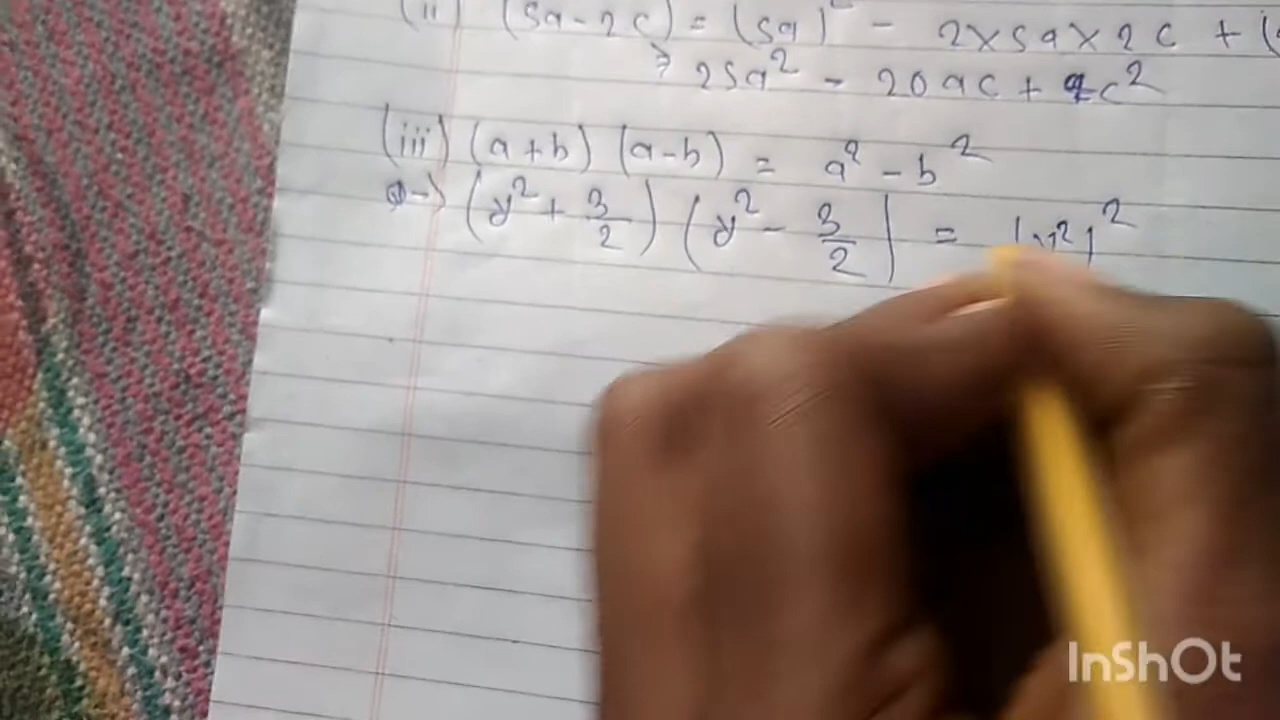 (ii) (5a-2c) = (5a)² - 2×5a×2c + (
⇒ 25a² - 20ac + 4c²
(iii) (a+b) (a-b) = a² - b²
→ (y² + 3/2) (y² - 3/2) = (y²)²
InShOt